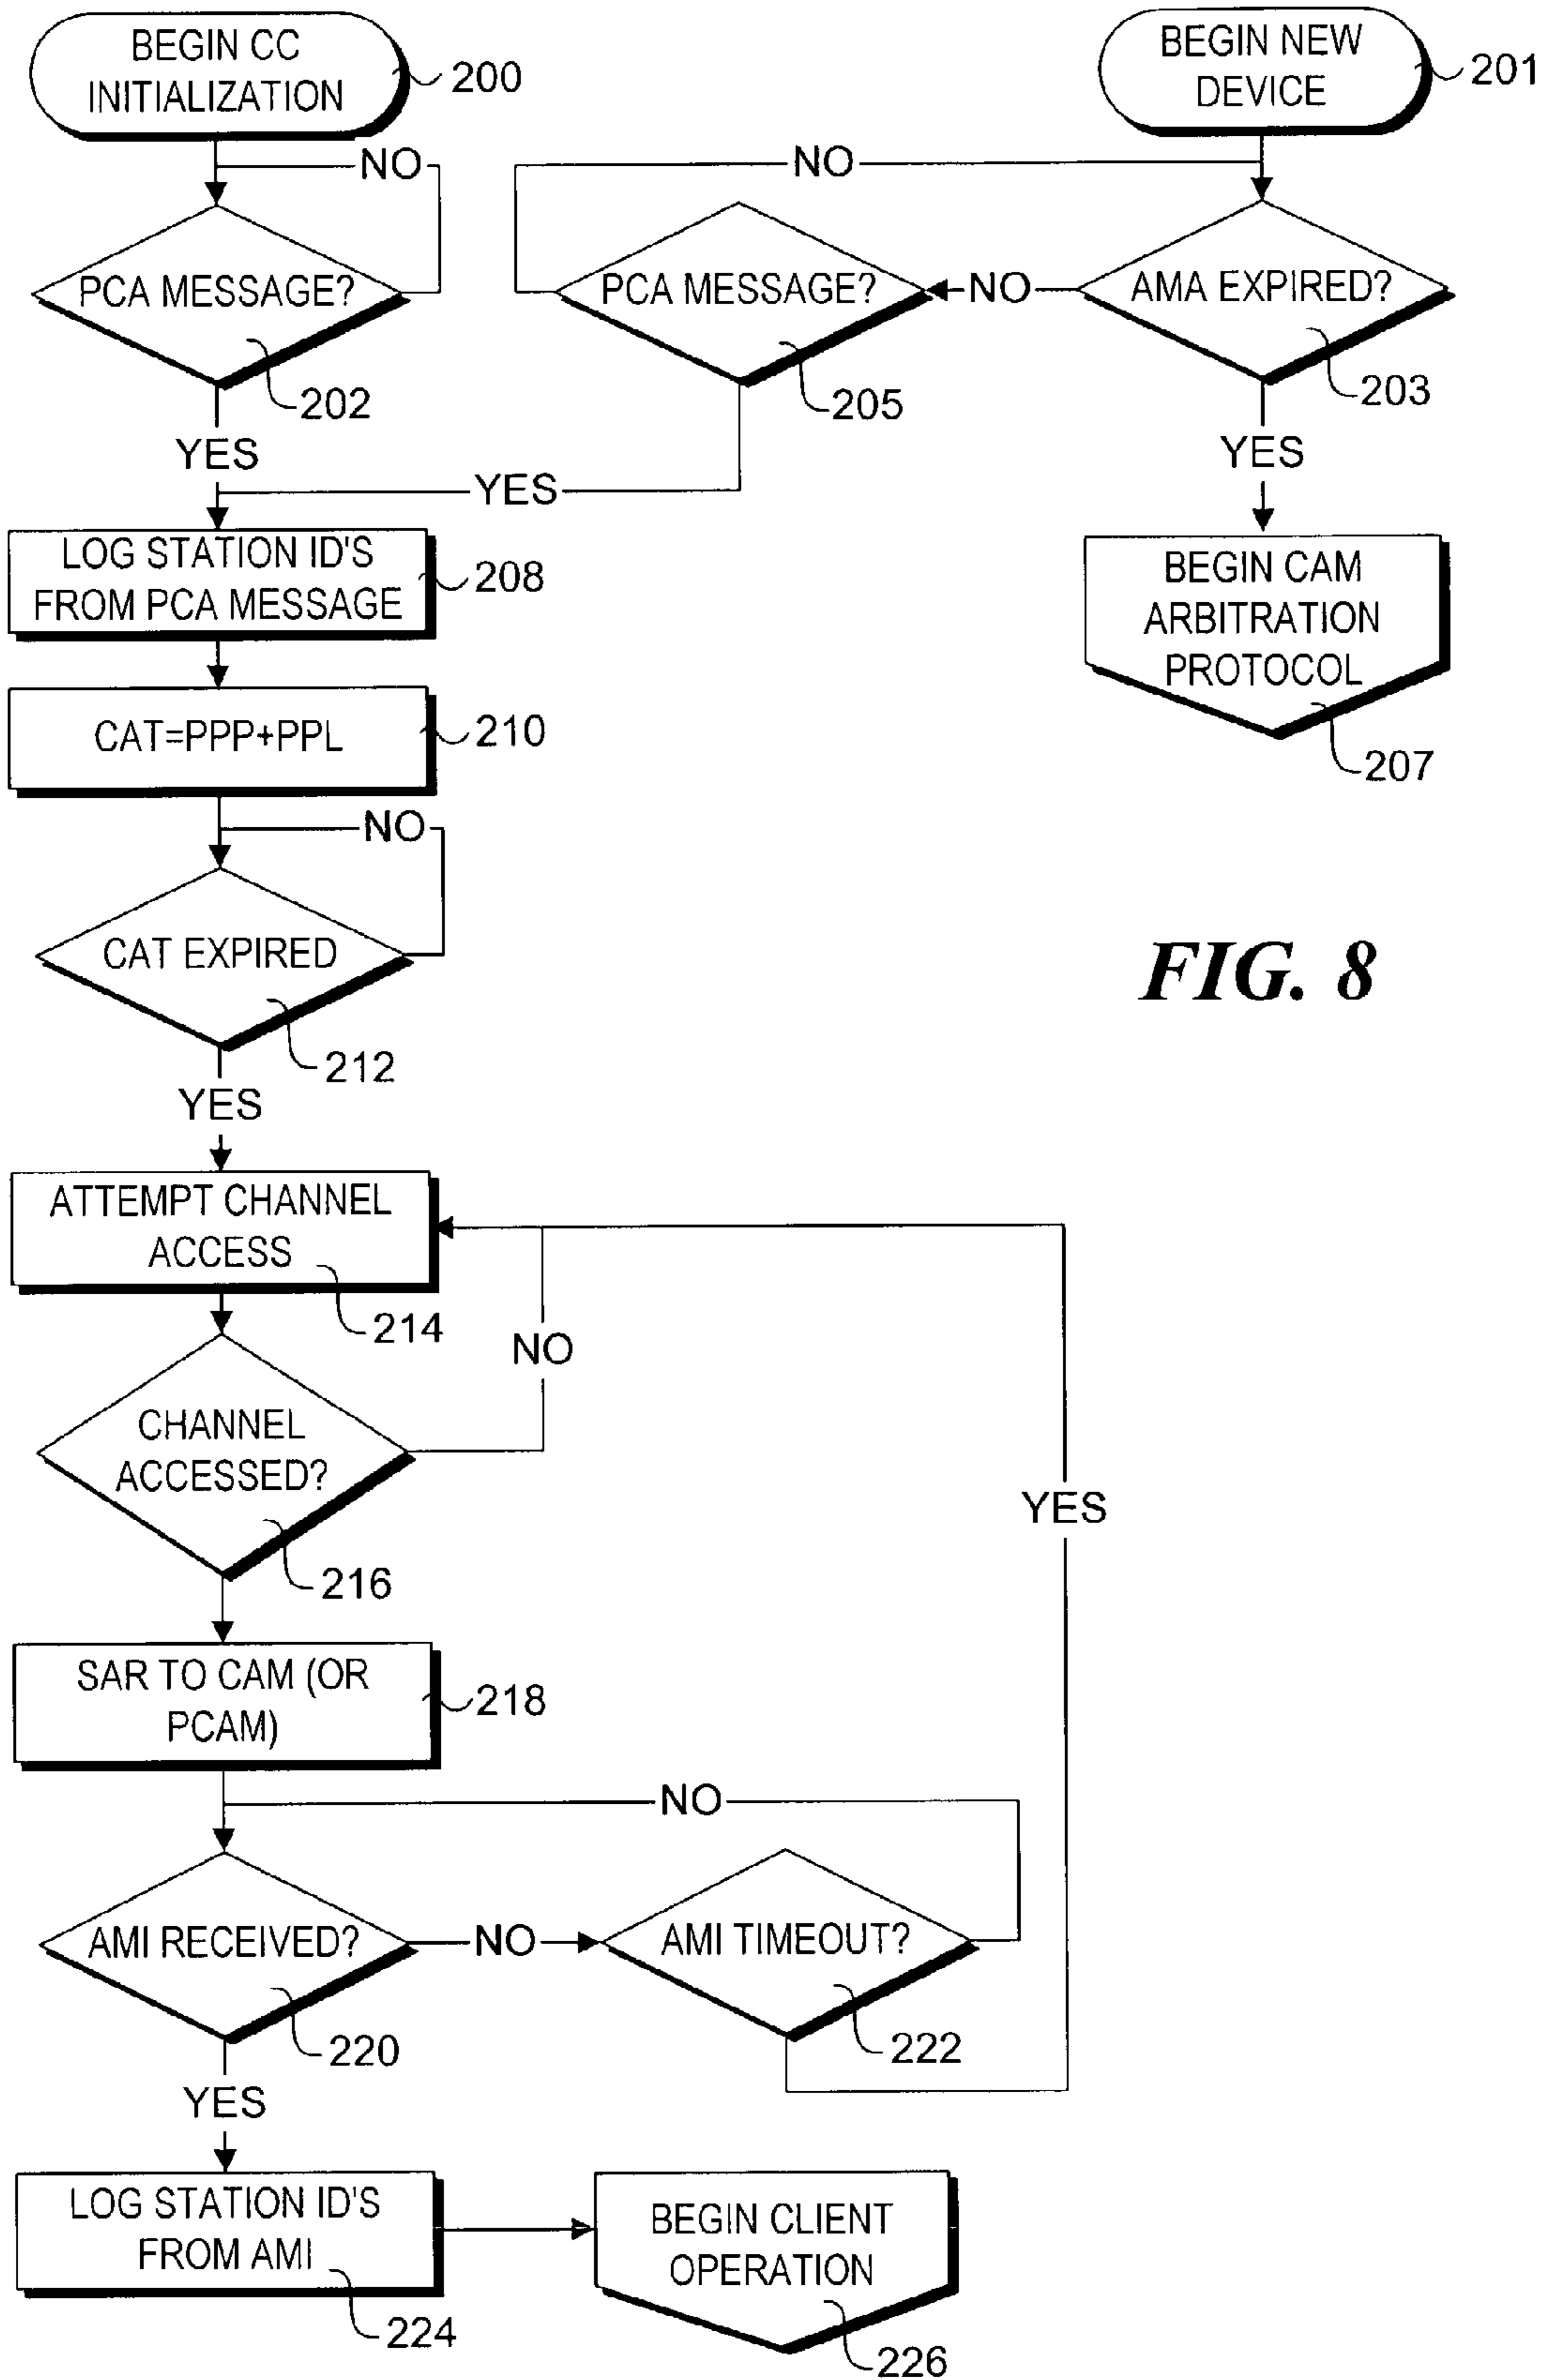 BEGIN CC
INITIALIZATION
200
BEGIN NEW
DEVICE
201
NO
NO
PCA MESSAGE?
202
PCA MESSAGE?
205
NO
AMA EXPIRED?
203
YES
YES
YES
LOG STATION ID'S
FROM PCA MESSAGE
208
BEGIN CAM
ARBITRATION
PROTOCOL
207
CAT=PPP+PPL
210
NO
CAT EXPIRED
212
FIG. 8
YES
ATTEMPT CHANNEL
ACCESS
214
NO
CHANNEL
ACCESSED?
216
YES
SAR TO CAM (OR
PCAM)
218
NO
AMI RECEIVED?
220
NO
AMI TIMEOUT?
222
YES
LOG STATION ID'S
FROM AMI
224
BEGIN CLIENT
OPERATION
226